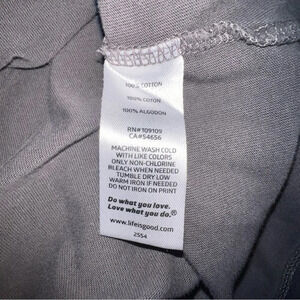 100% COTTON
100% COTON
100% ALGODON
RN# 109109
CA#54656
MACHINE WASH COLD
WITH LIKE COLORS
ONLY NON-CHLORINE
BLEACH WHEN NEEDED
TUMBLE DRY LOW
WARM IRON IF NEEDED
DO NOT IRON ON PRINT
Do what you love.
Love what you do.®
www.lifeisgood.com
2554